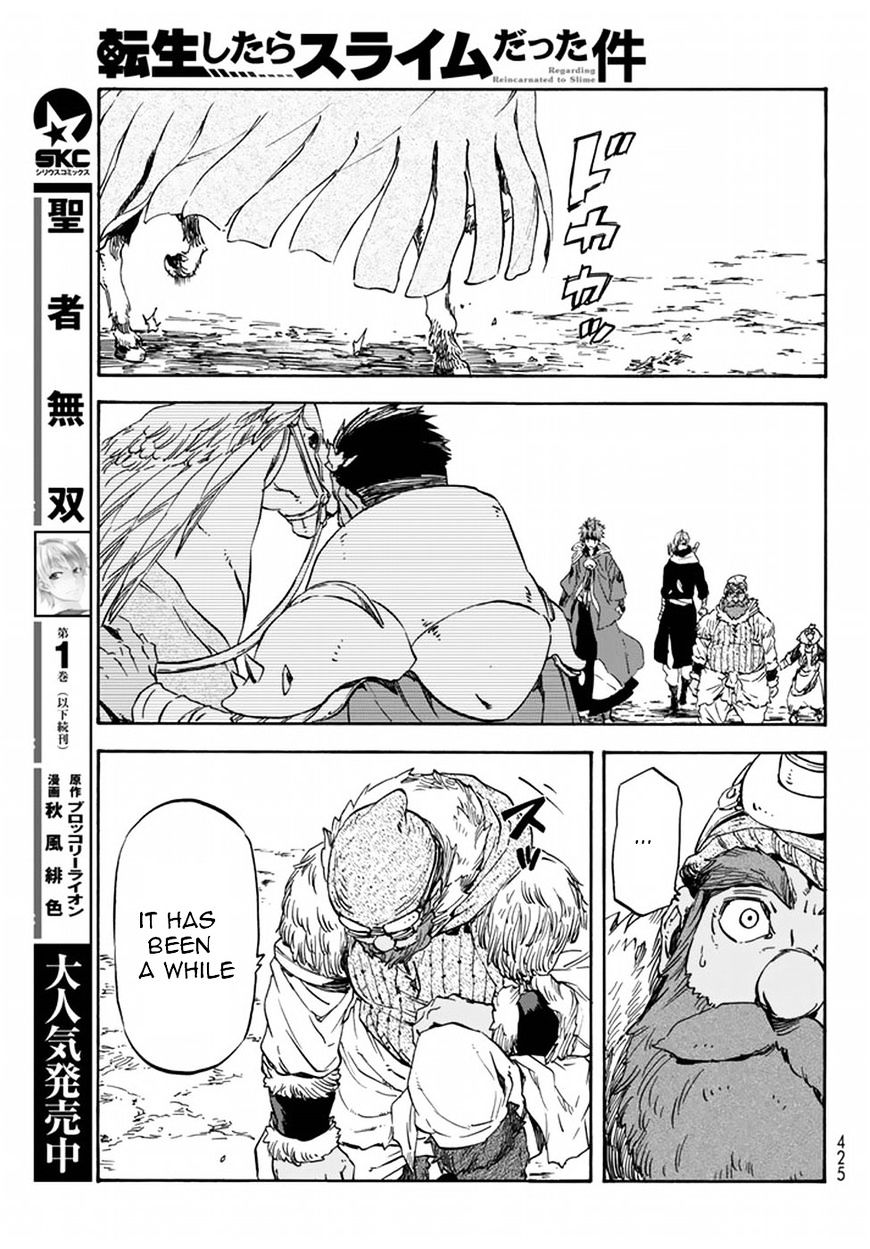 転生したらスライムだった件
Regarding
Reincarnated to Slime
SKC
シリウスコミックス
聖者無双
第1巻(以下続刊)
原作 ブロッコリーライオン
漫画 秋風緋色
大人気発売中
ドカカッ
...
スッ
IT HAS
BEEN
A WHILE
425